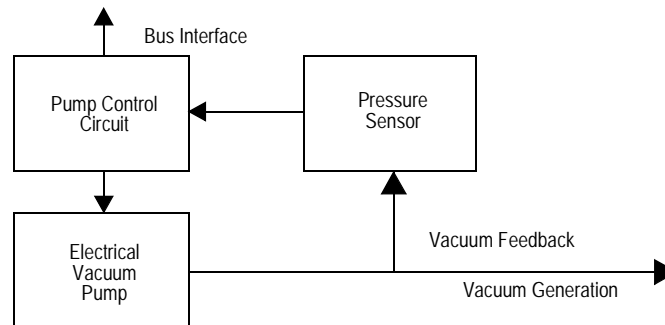 Bus Interface
Pump Control
Circuit
Pressure
Sensor
Electrical
Vacuum
Pump
Vacuum Feedback
Vacuum Generation